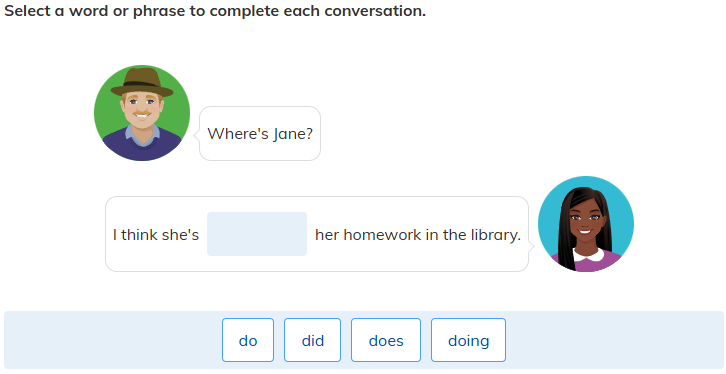 Select a word or phrase to complete each conversation.
Where's Jane?
I think she's her homework in the library.
do did does doing